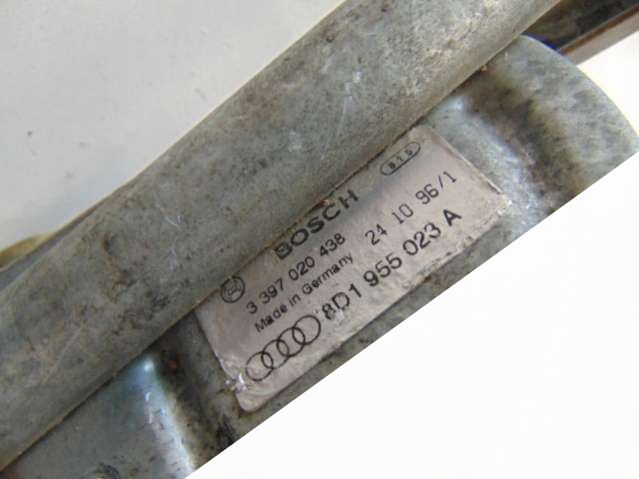 BOSCH
3 397 020 438 24 10 96/1
Made in Germany
8D1 955 023 A